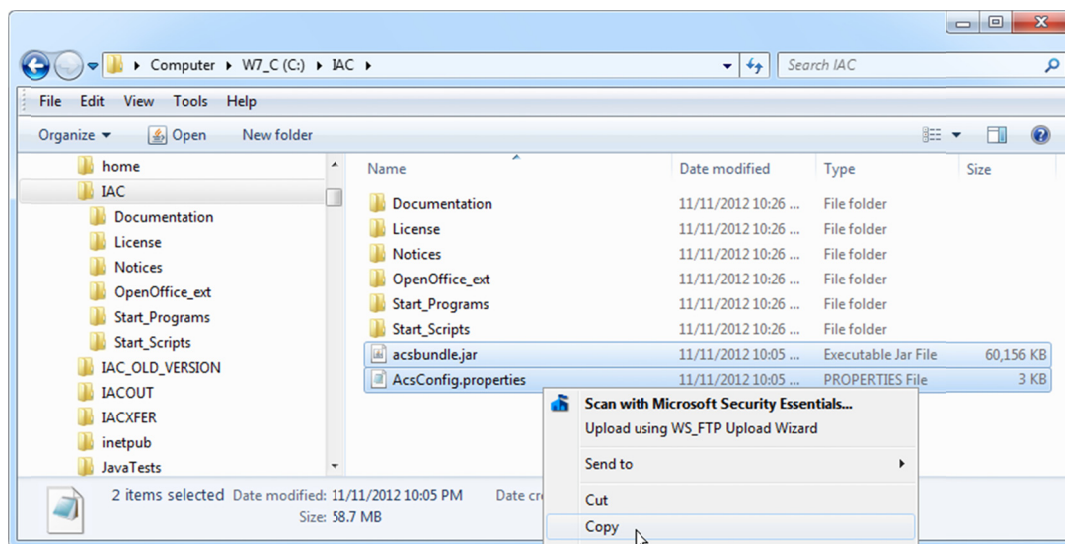 Computer W7_C (C:) IAC Search IAC
File Edit View Tools Help
Organize Open New folder
home
IAC
Documentation
License
Notices
OpenOffice_ext
Start_Programs
Start_Scripts
IAC_OLD_VERSION
IACOUT
IACXFER
inetpub
JavaTests
Name Date modified Type Size
Documentation 11/11/2012 10:26 ... File folder
License 11/11/2012 10:26 ... File folder
Notices 11/11/2012 10:26 ... File folder
OpenOffice_ext 11/11/2012 10:26 ... File folder
Start_Programs 11/11/2012 10:26 ... File folder
Start_Scripts 11/11/2012 10:26 ... File folder
acsbundle.jar 11/11/2012 10:05 ... Executable Jar File 60,156 KB
AcsConfig.properties 11/11/2012 10:05 ... PROPERTIES File 3 KB
Scan with Microsoft Security Essentials...
Upload using WS_FTP Upload Wizard
Send to
Cut
Copy
2 items selected Date modified: 11/11/2012 10:05 PM Date cre
Size: 58.7 MB